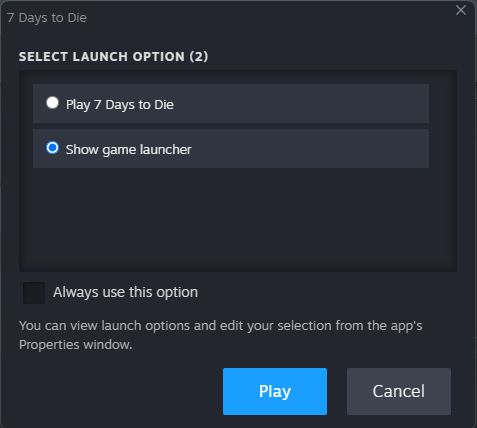 7 Days to Die
SELECT LAUNCH OPTION (2)
Play 7 Days to Die
Show game launcher
Always use this option
You can view launch options and edit your selection from the app's
Properties window.
Play
Cancel